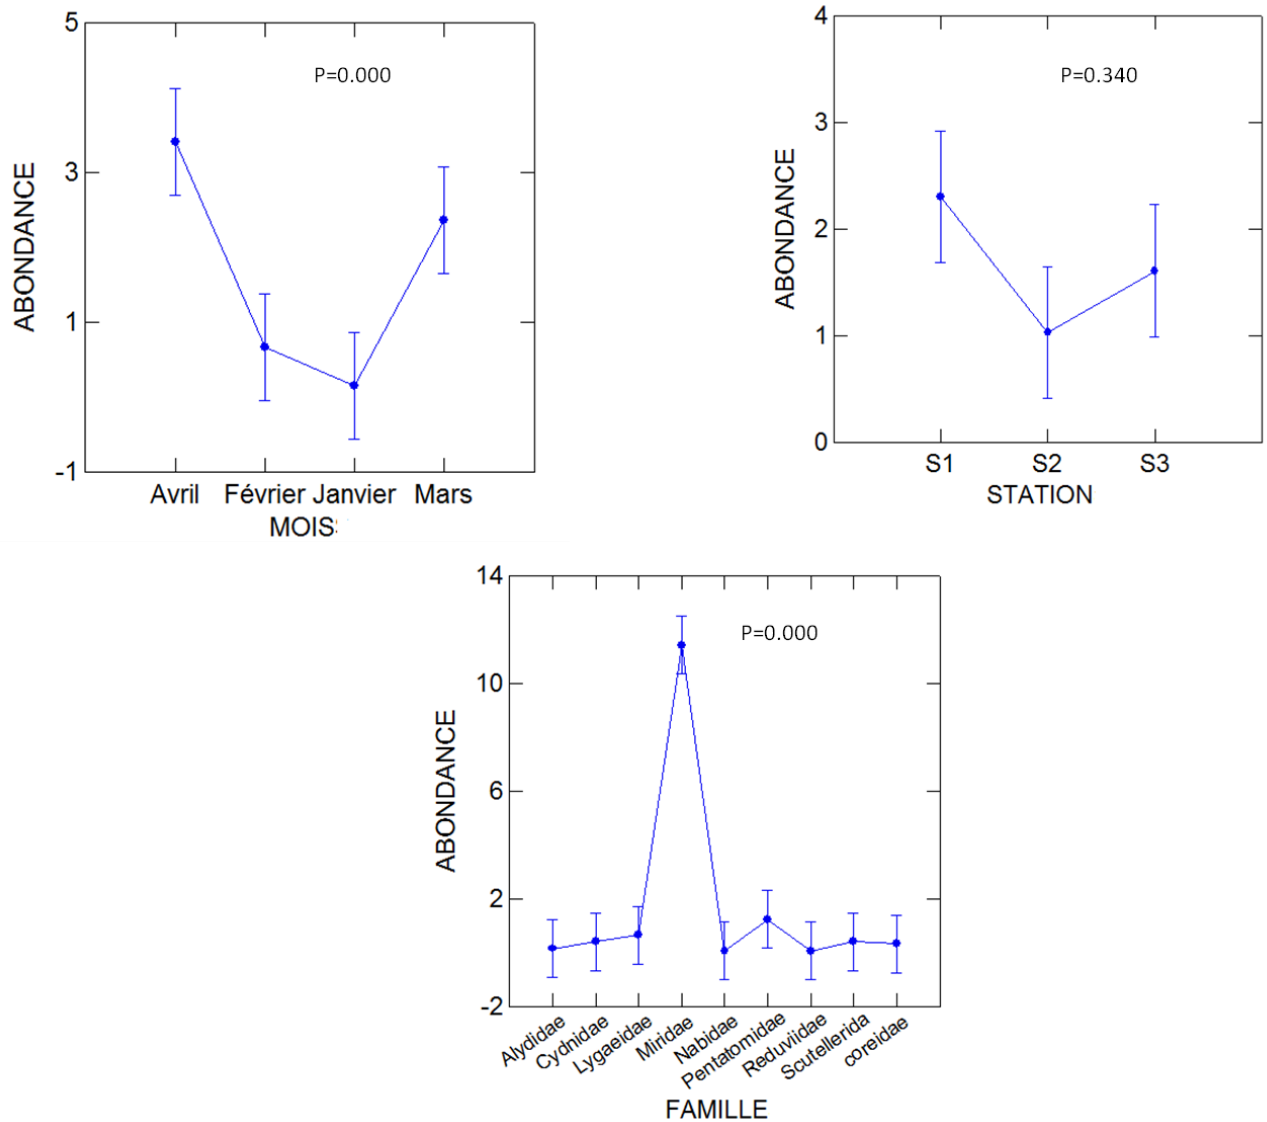 5
P=0.000
3
1
-1
ABONDANCE
Avril Février Janvier Mars
MOIS
4
P=0.340
3
2
1
0
ABONDANCE
S1 S2 S3
STATION
14
P=0.000
10
6
2
-2
ABONDANCE
Alydidae Cydnidae Lygaeidae Miridae Nabidae Pentatomidae Reduviidae Scutellerida coreidae
FAMILLE